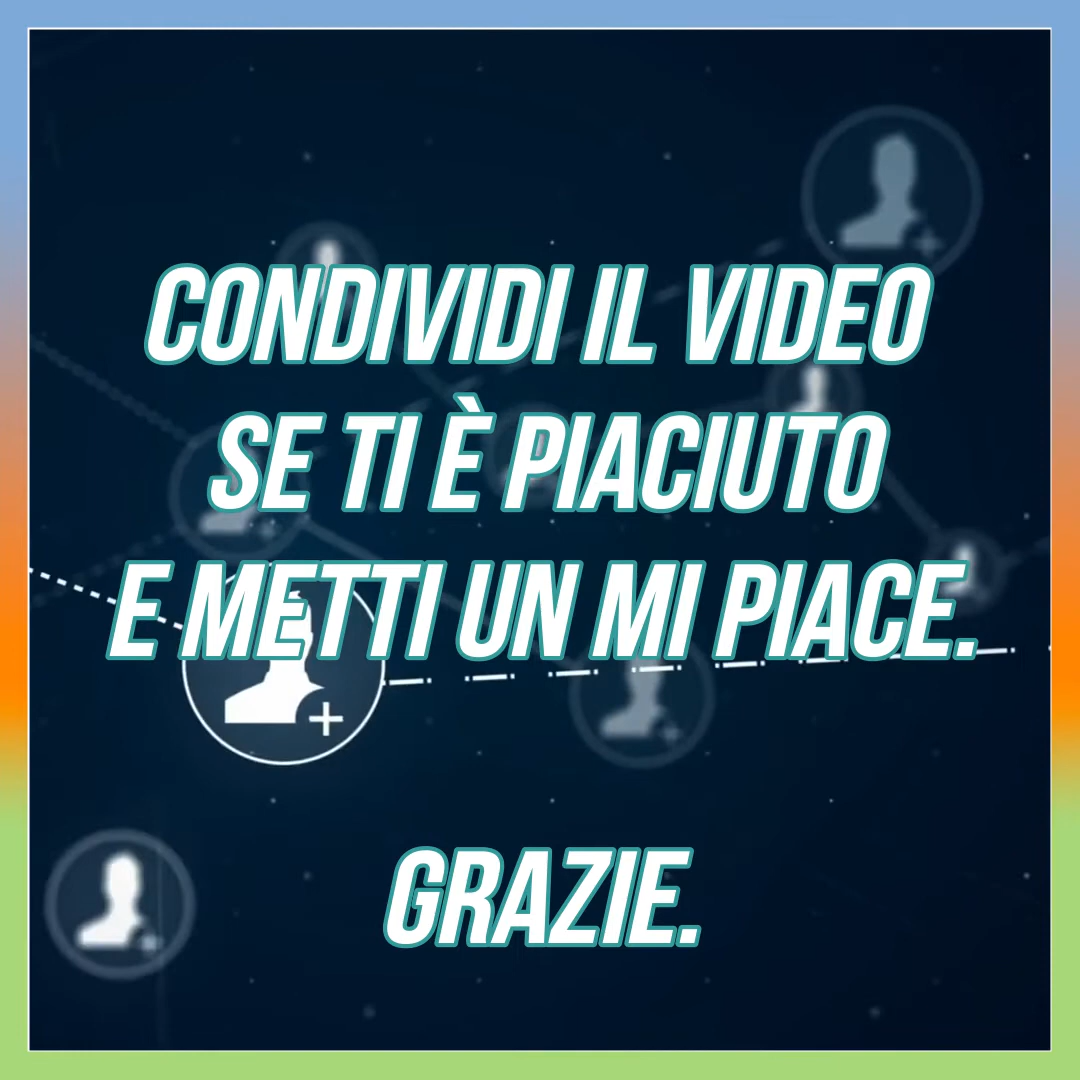 CONDIVIDI IL VIDEO
SE TI È PIACIUTO
E METTI UN MI PIACE.
GRAZIE.